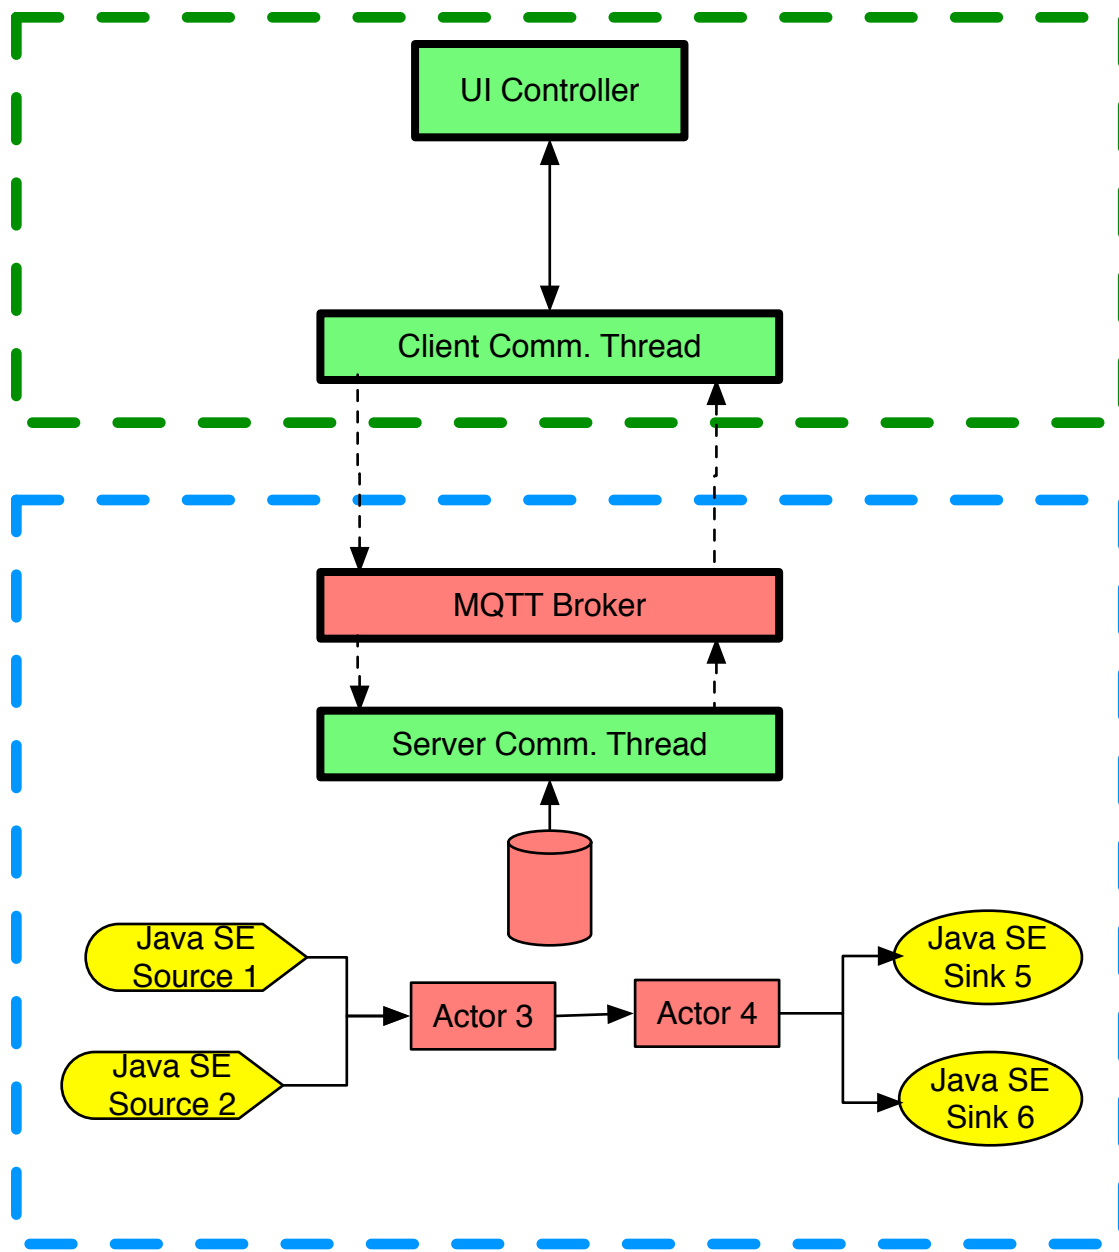 UI Controller
Client Comm. Thread
MQTT Broker
Server Comm. Thread
Java SE
Source 1
Java SE
Source 2
Actor 3
Actor 4
Java SE
Sink 5
Java SE
Sink 6